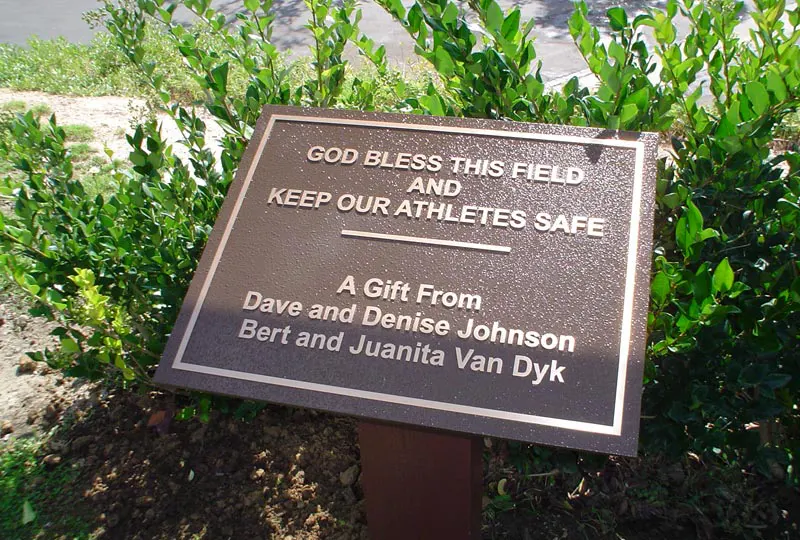 GOD BLESS THIS FIELD
AND
KEEP OUR ATHLETES SAFE
A Gift From
Dave and Denise Johnson
Bert and Juanita Van Dyk